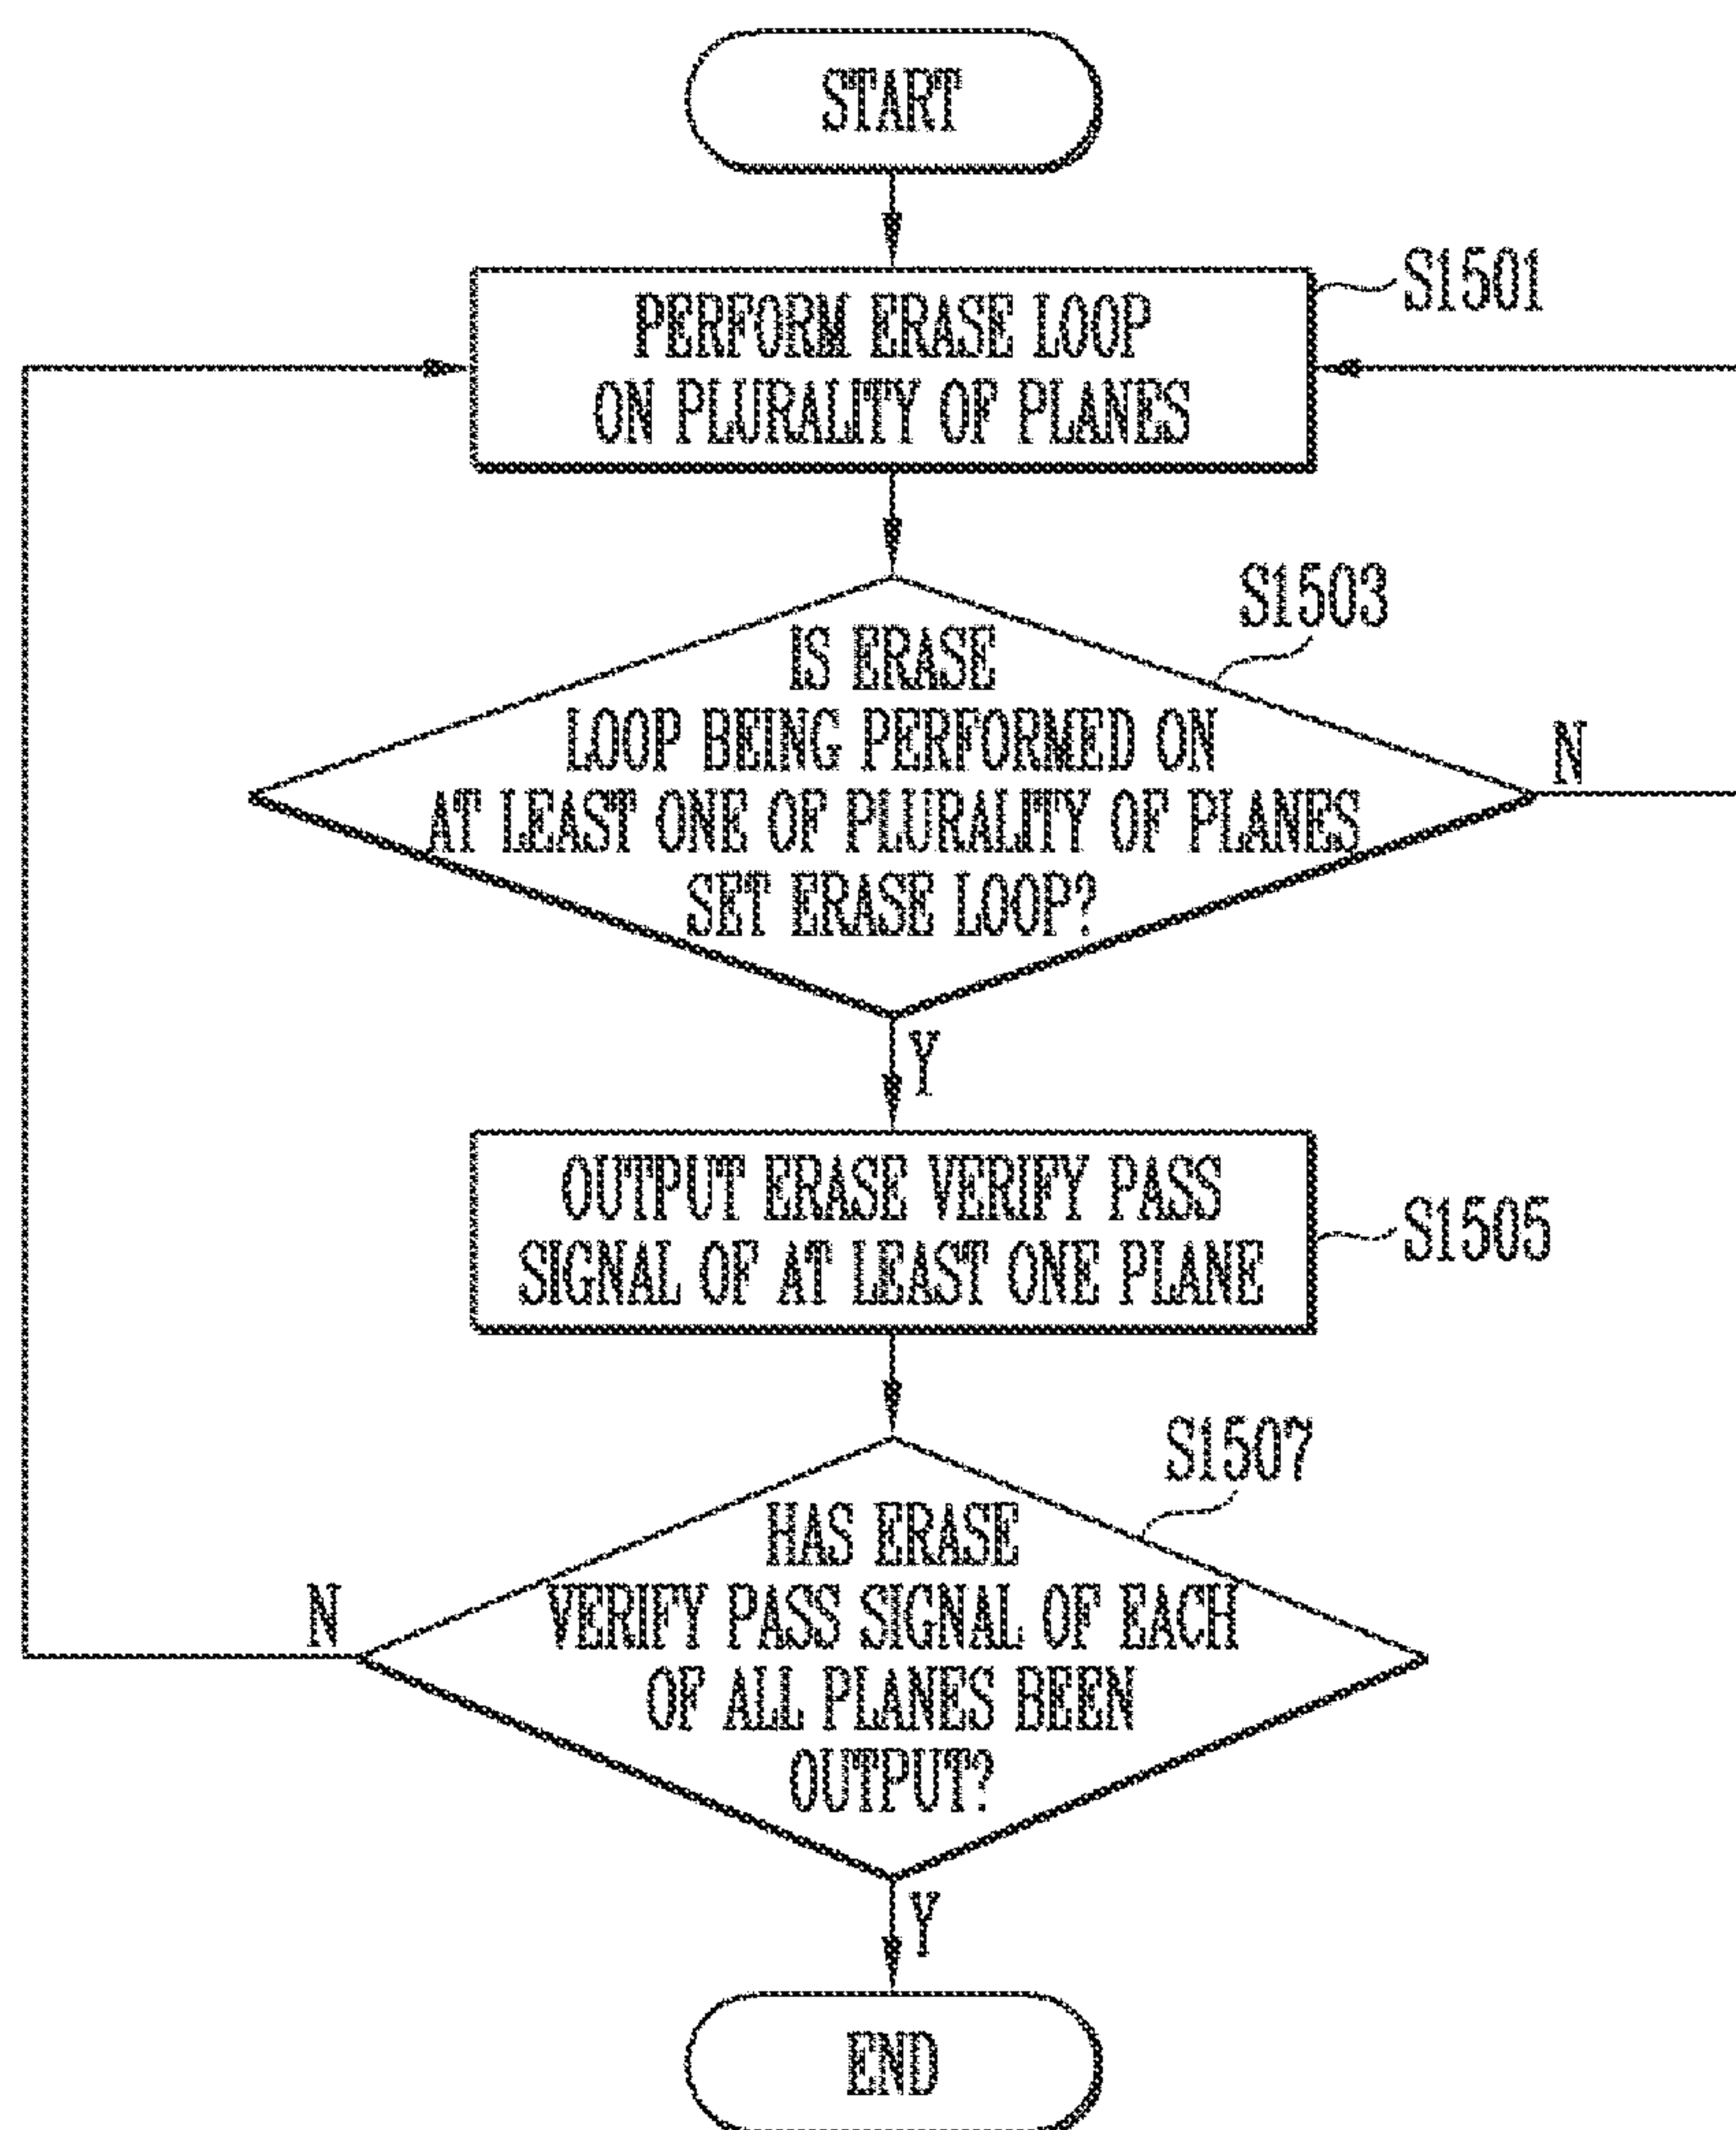 START
S1501
PERFORM ERASE LOOP
ON PLURALITY OF PLANES
S1503
IS ERASE
LOOP BEING PERFORMED ON
AT LEAST ONE OF PLURALITY OF PLANES
SET ERASE LOOP?
N
Y
OUTPUT ERASE VERIFY PASS
SIGNAL OF AT LEAST ONE PLANE
S1505
S1507
HAS ERASE
VERIFY PASS SIGNAL OF EACH
OF ALL PLANES BEEN
OUTPUT?
N
Y
END